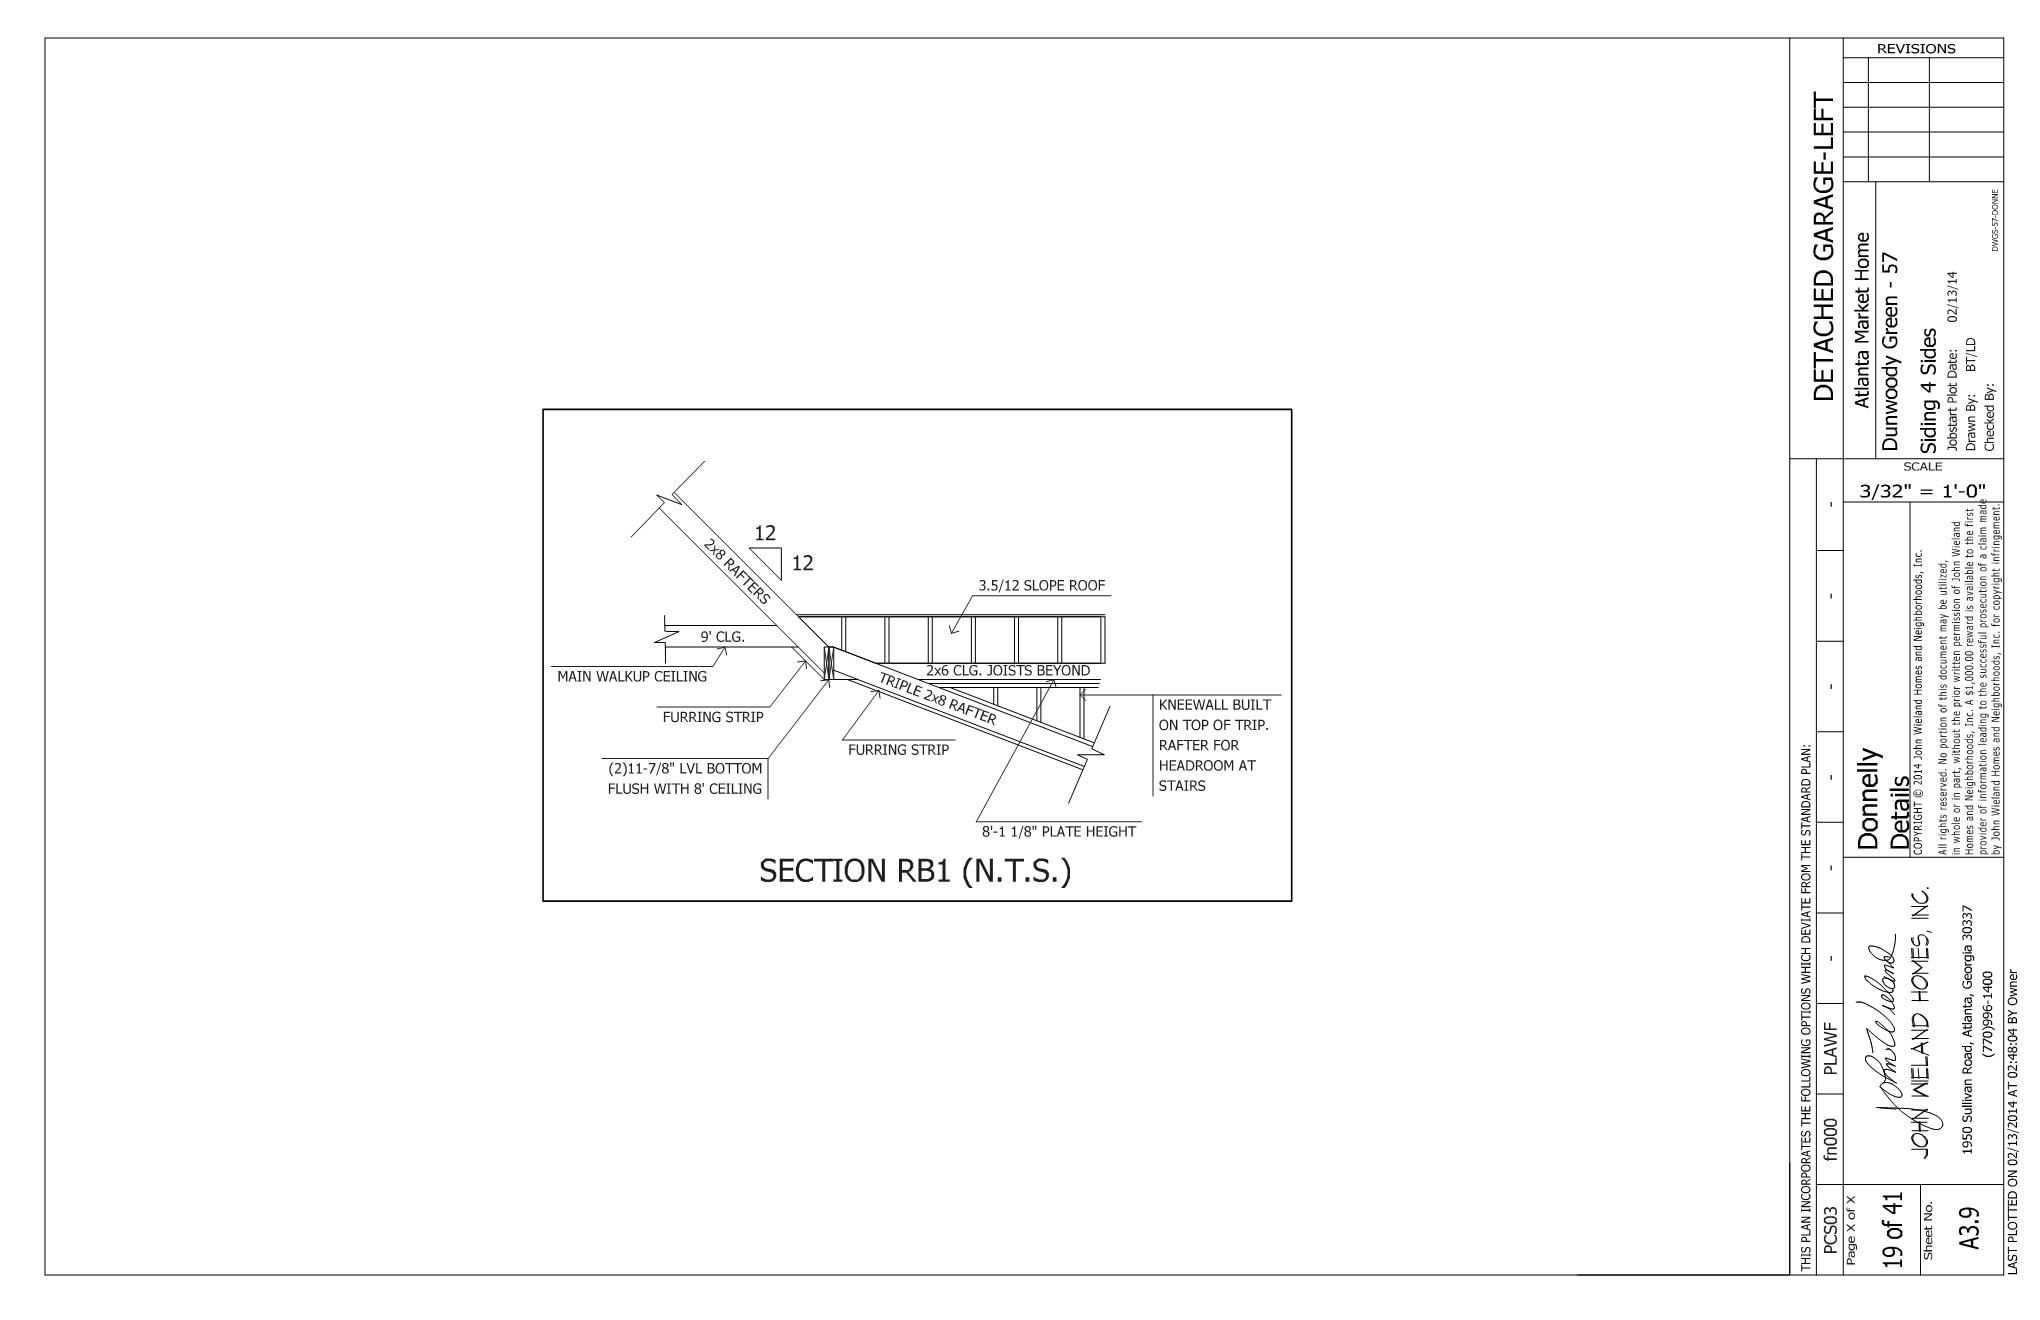 12
12
2x8 RAFTERS
3.5/12 SLOPE ROOF
9' CLG.
MAIN WALKUP CEILING
2x6 CLG. JOISTS BEYOND
TRIPLE 2x8 RAFTER
FURRING STRIP
FURRING STRIP
(2)11-7/8" LVL BOTTOM
FLUSH WITH 8' CEILING
KNEEWALL BUILT
ON TOP OF TRIP.
RAFTER FOR
HEADROOM AT
STAIRS
8'-1 1/8" PLATE HEIGHT
SECTION RB1 (N.T.S.)
REVISIONS
DETACHED GARAGE-LEFT
Atlanta Market Home
Dunwoody Green - 57
Siding 4 Sides
Jobstart Plot Date: 02/13/14
Drawn By: BT/LD
Checked By:
DWGS-57-DONNE
SCALE
3/32" = 1'-0"
THIS PLAN INCORPORATES THE FOLLOWING OPTIONS WHICH DEVIATE FROM THE STANDARD PLAN:
PCS03
fn000
PLAWF
-
-
-
-
-
-
Donnelly
Details
COPYRIGHT © 2014 John Wieland Homes and Neighborhoods, Inc.
All rights reserved. No portion of this document may be utilized,
in whole or in part, without the prior written permission of John Wieland
Homes and Neighborhoods, Inc. A $1,000.00 reward is available to the first
provider of information leading to the successful prosecution of a claim made
by John Wieland Homes and Neighborhoods, Inc. for copyright infringement.
John Wieland
JOHN WIELAND HOMES, INC.
1950 Sullivan Road, Atlanta, Georgia 30337
(770)996-1400
Page X of X
19 of 41
Sheet No.
A3.9
LAST PLOTTED ON 02/13/2014 AT 02:48:04 BY Owner